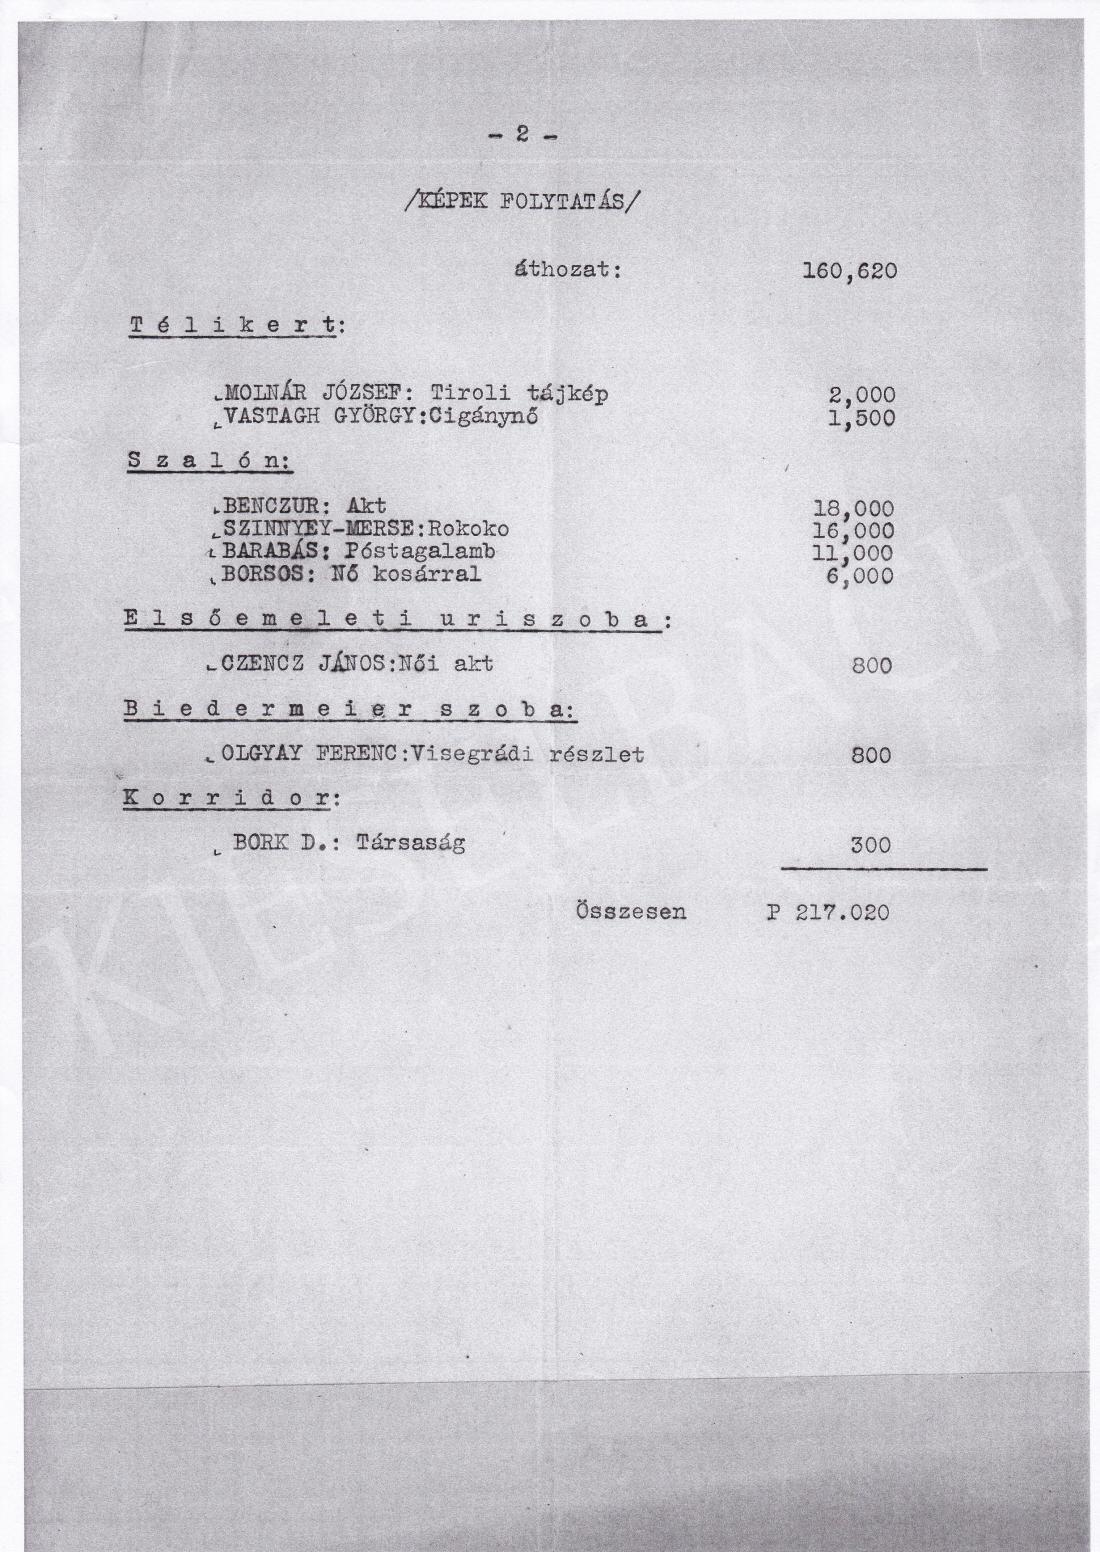 - 2 -
/KÉPEK FOLYTATÁS/
áthozat: 160,620
Télikert:
MOLNÁR JÓZSEF: Tiroli tájkép 2,000
VASTAGH GYÖRGY:Cigánynő 1,500
Szalón:
BENCZUR: Akt 18,000
SZINNYEY-MERSE:Rokoko 16,000
BARABÁS: Póstagalamb 11,000
BORSOS: Nő kosárral 6,000
Elsőemeleti uriszoba:
CZENCZ JÁNOS:Női akt 800
Biedermeier szoba:
OLGYAY FERENC:Visegrádi részlet 800
Korridor:
BORK D.: Társaság 300
Összesen P 217.020
KIESELBACH